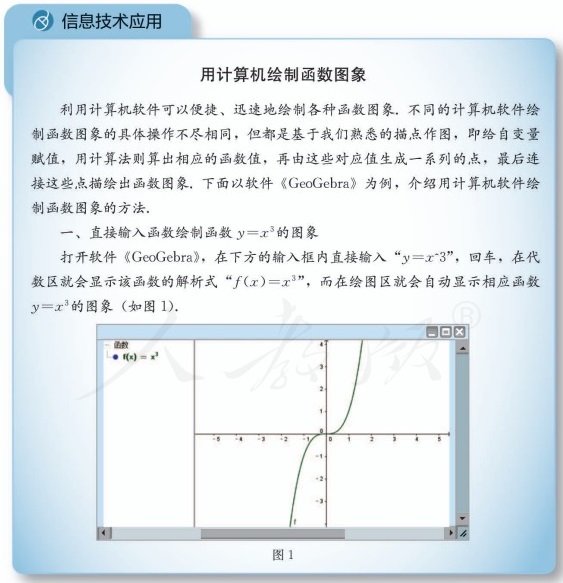 信息技术应用
用计算机绘制函数图象
利用计算机软件可以便捷、迅速地绘制各种函数图象．不同的计算机软件绘
制函数图象的具体操作不尽相同，但都是基于我们熟悉的描点作图，即给自变量
赋值，用计算法则算出相应的函数值，再由这些对应值生成一系列的点，最后连
接这些点描绘出函数图象．下面以软件《GeoGebra》为例，介绍用计算机软件绘
制函数图象的方法．
一、直接输入函数绘制函数 y=x³的图象
打开软件《GeoGebra》，在下方的输入框内直接输入“y=x^3”，回车，在代
数区就会显示该函数的解析式“f(x)=x³”，而在绘图区就会自动显示相应函数
y=x³的图象（如图 1）．
函数
f(x) = x³
4
3
2
1
0
-5 -4 -3 -2 -1 0 1 2 3 4 5
-1
-2
-3
f
人教版®
图 1